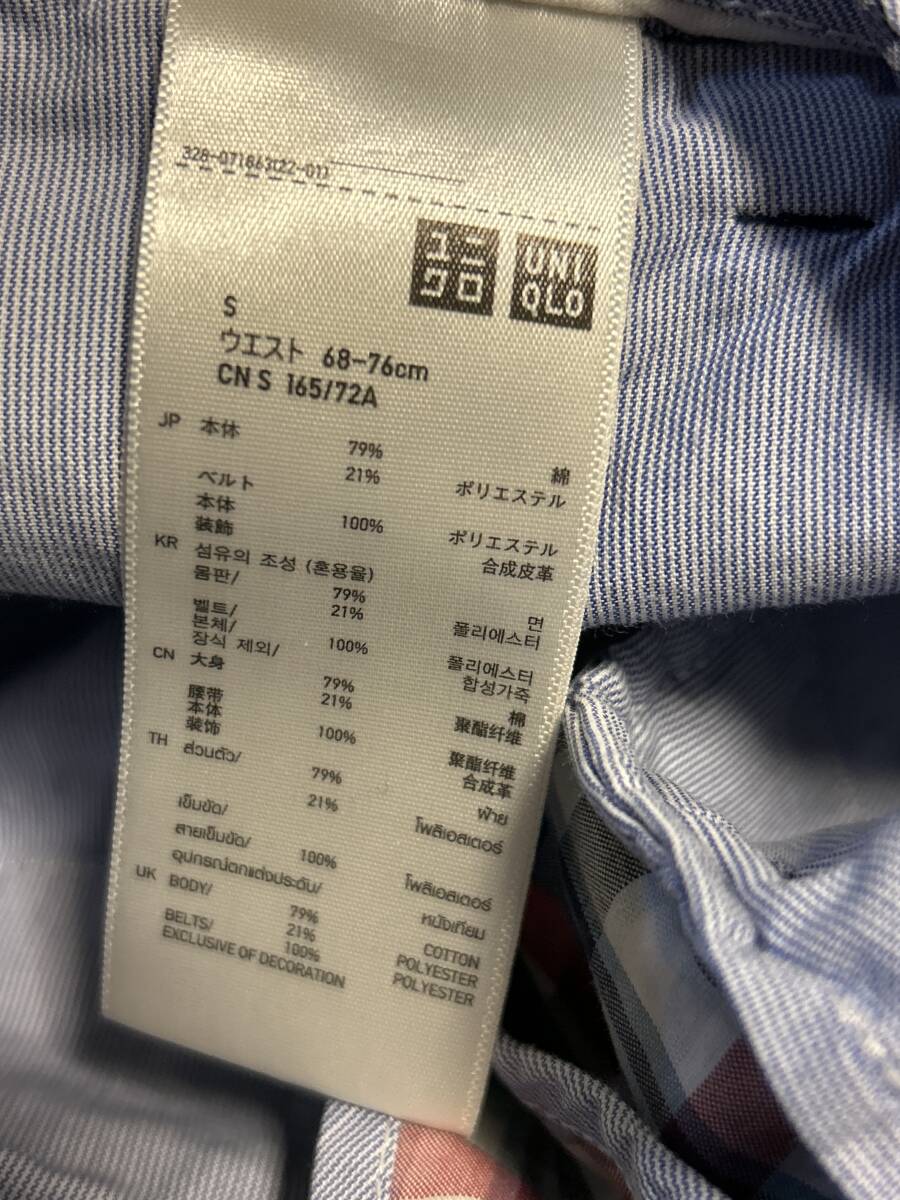 328-071863(22-01)
ユニクロ UNIQLO
S
ウエスト 68-76cm
CN S 165/72A
JP 本体
79% 綿
21% ポリエステル
ベルト
本体 100% ポリエステル
装飾 合成皮革
KR 섬유의 조성 (혼용율)
몸판/ 79% 면
21% 폴리에스터
벨트/
본체/ 100% 폴리에스터
장식 제외/ 합성가죽
CN 大身
79% 棉
21% 聚酯纤维
腰带
本体 100% 聚酯纤维
装饰 合成革
TH ส่วนตัว/
79% ฝ้าย
21% โพลิเอสเตอร์
เข็มขัด/
สายเข็มขัด/ 100% โพลิเอสเตอร์
อุปกรณ์ตกแต่งประดับ/ หนังเทียม
UK BODY/
79% COTTON
21% POLYESTER
BELTS/ 100% POLYESTER
EXCLUSIVE OF DECORATION